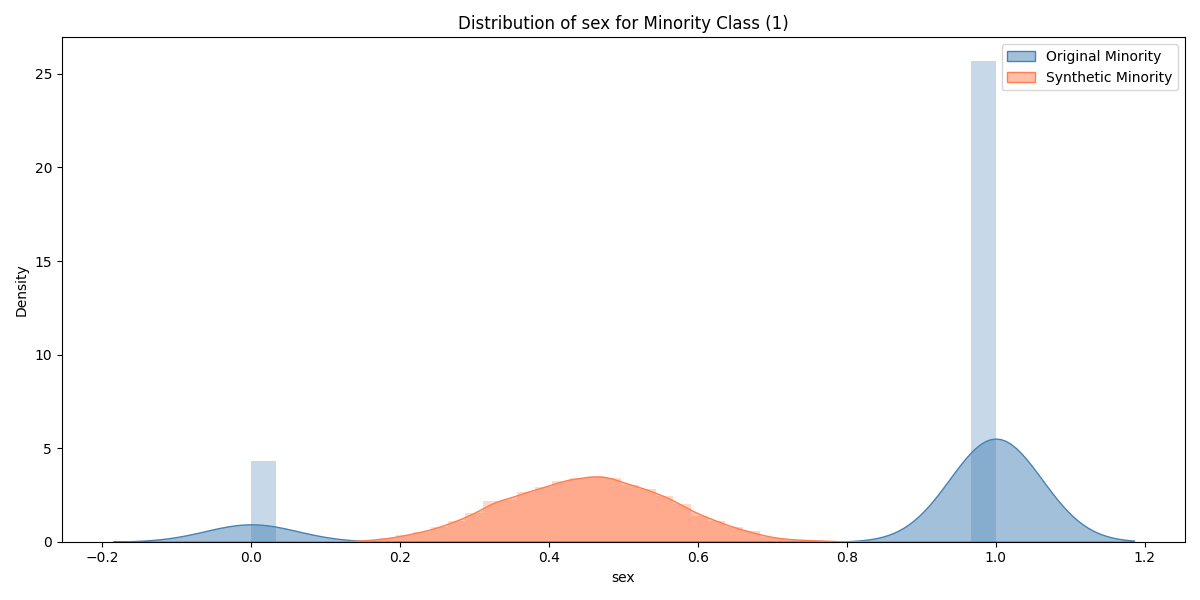 Distribution of sex for Minority Class (1)
Original Minority
Synthetic Minority
Density
25
20
15
10
5
0
−0.2 0.0 0.2 0.4 0.6 0.8 1.0 1.2
sex